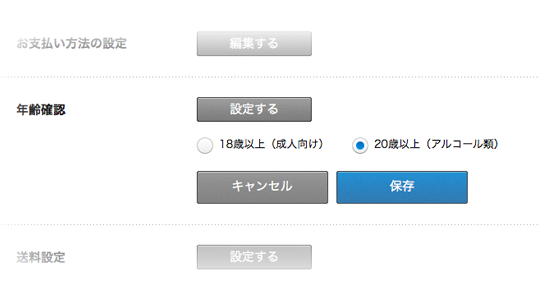 お支払い方法の設定 編集する
年齢確認 設定する
18歳以上（成人向け） 20歳以上（アルコール類）
キャンセル 保存
送料設定 設定する